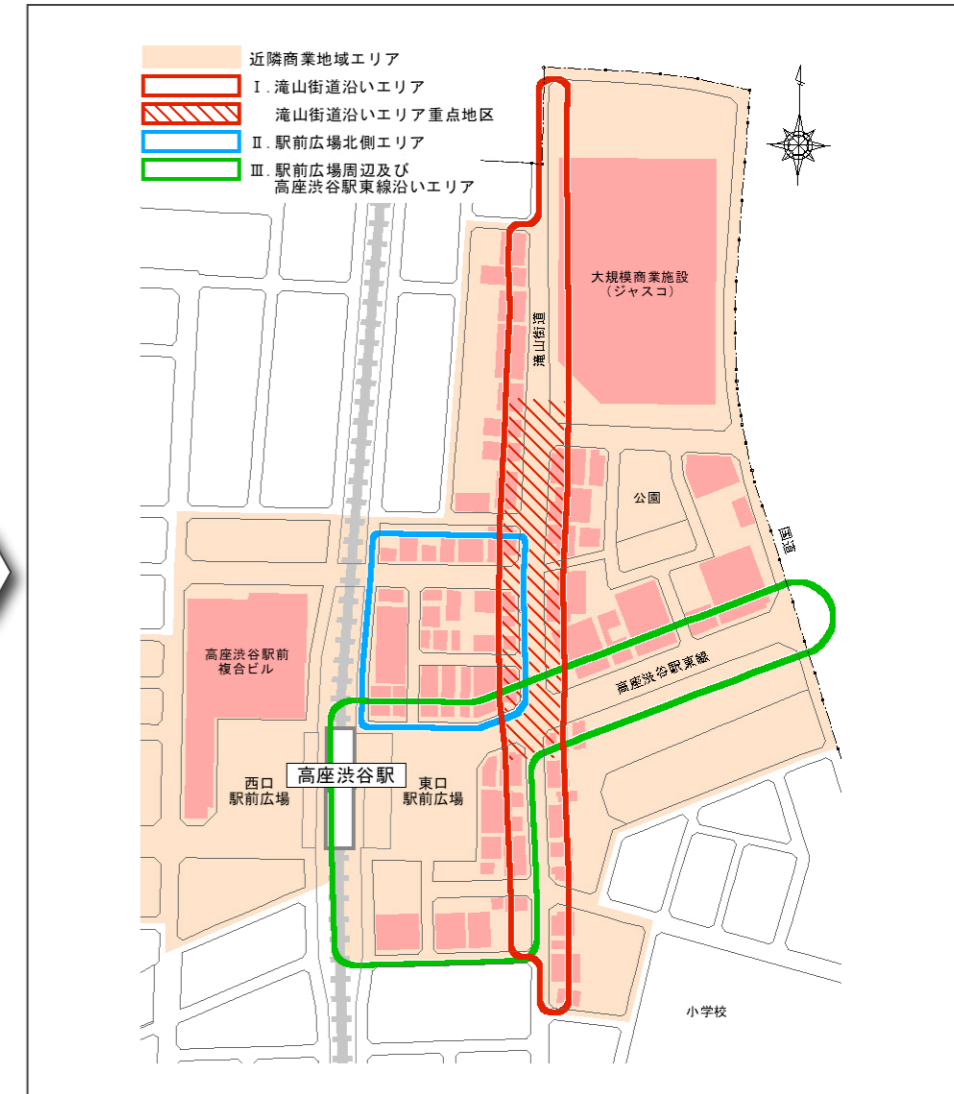 近隣商業地域エリア
Ⅰ.滝山街道沿いエリア
滝山街道沿いエリア重点地区
Ⅱ.駅前広場北側エリア
Ⅲ.駅前広場周辺及び
高座渋谷駅東線沿いエリア
大規模商業施設
(ジャスコ)
滝山街道
公園
国道
高座渋谷駅前
複合ビル
高座渋谷駅東線
高座渋谷駅
西口
駅前広場
東口
駅前広場
小学校